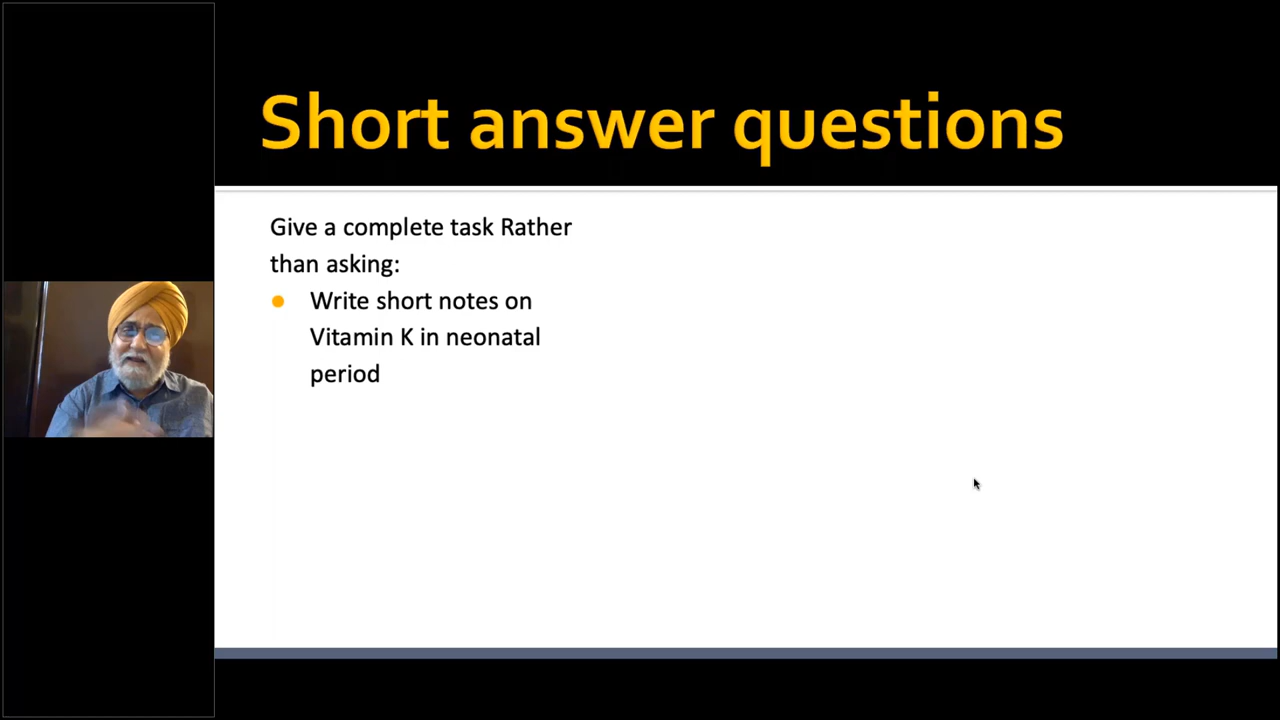 Short answer questions
Give a complete task Rather
than asking:
Write short notes on
Vitamin K in neonatal
period